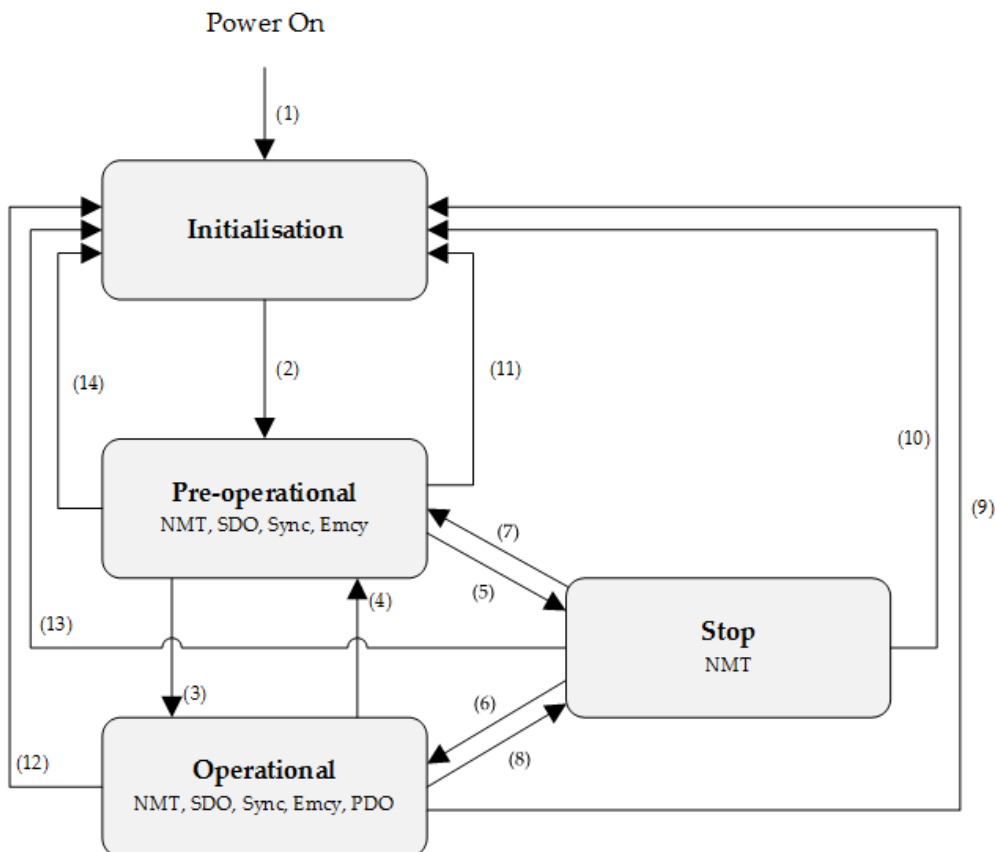 Power On
(1)
Initialisation
(14)
(2)
(11)
(10)
Pre-operational
NMT, SDO, Sync, Emcy
(9)
(7)
(5)
(4)
(13)
Stop
NMT
(3)
(6)
(8)
(12)
Operational
NMT, SDO, Sync, Emcy, PDO